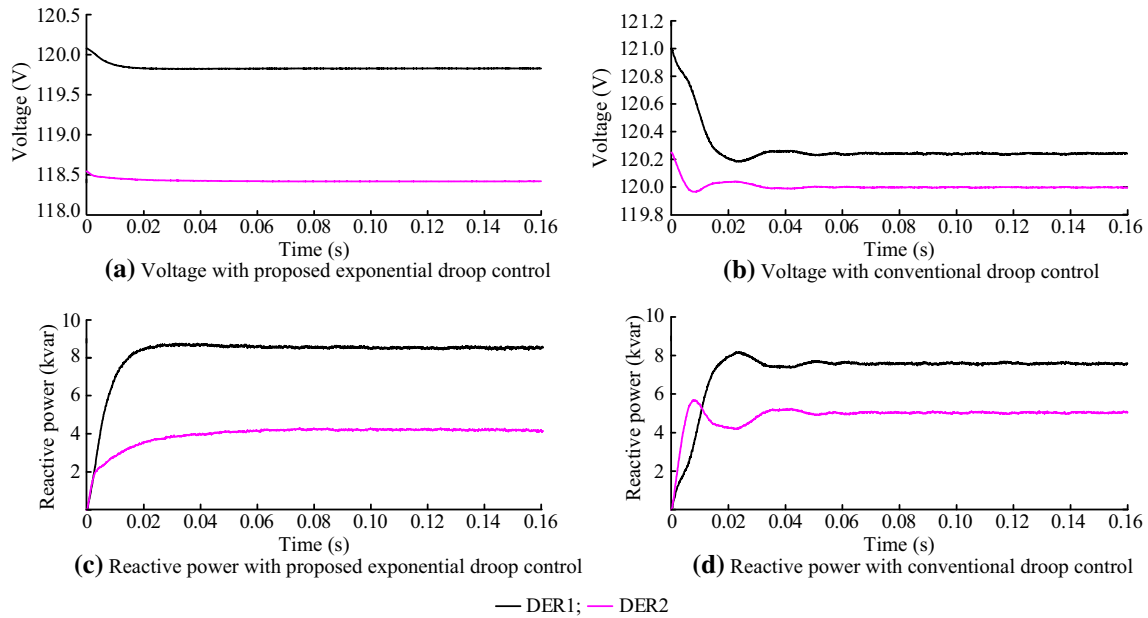 120.5
120.0
119.5
119.0
118.5
118.0
Voltage (V)
0 0.02 0.04 0.06 0.08 0.10 0.12 0.14 0.16
Time (s)
(a) Voltage with proposed exponential droop control
121.2
121.0
120.8
120.6
120.4
120.2
120.0
119.8
Voltage (V)
0 0.02 0.04 0.06 0.08 0.10 0.12 0.14 0.16
Time (s)
(b) Voltage with conventional droop control
10
8
6
4
2
Reactive power (kvar)
0 0.02 0.04 0.06 0.08 0.10 0.12 0.14 0.16
Time (s)
(c) Reactive power with proposed exponential droop control
10
8
6
4
2
Reactive power (kvar)
0 0.02 0.04 0.06 0.08 0.10 0.12 0.14 0.16
Time (s)
(d) Reactive power with conventional droop control
DER1; DER2